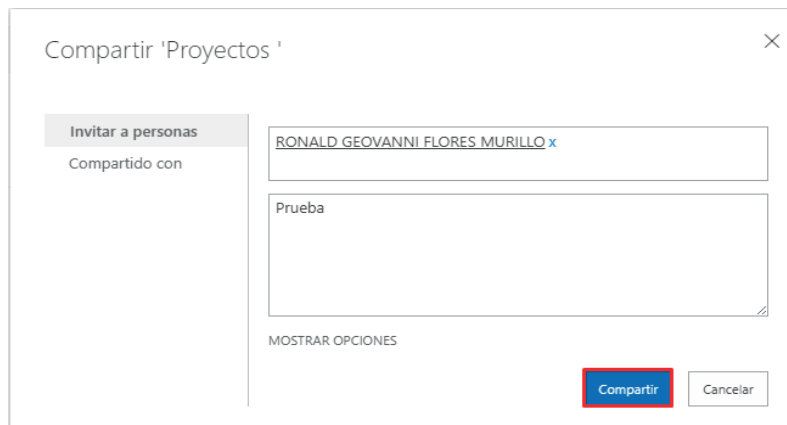 Compartir 'Proyectos '
Invitar a personas
Compartido con
RONALD GEOVANNI FLORES MURILLO x
Prueba
MOSTRAR OPCIONES
Compartir
Cancelar